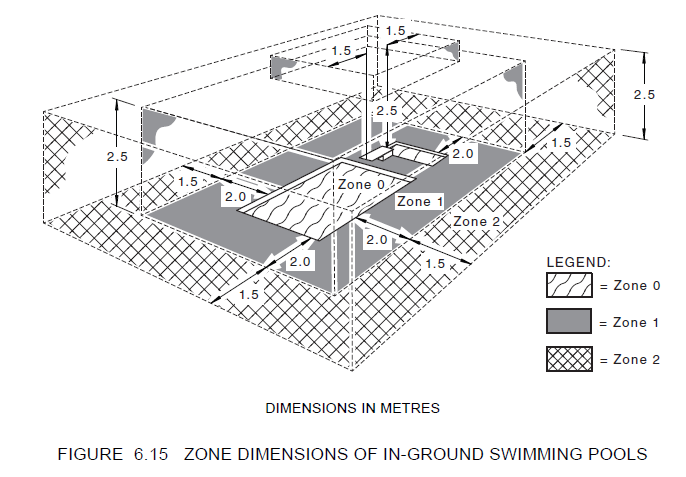 1.5
1.5
2.5
2.5
2.5
1.5
2.0
1.5
2.0
Zone 0
Zone 1
Zone 2
2.0
1.5
2.0
1.5
LEGEND:
= Zone 0
= Zone 1
= Zone 2
DIMENSIONS IN METRES
FIGURE 6.15 ZONE DIMENSIONS OF IN-GROUND SWIMMING POOLS